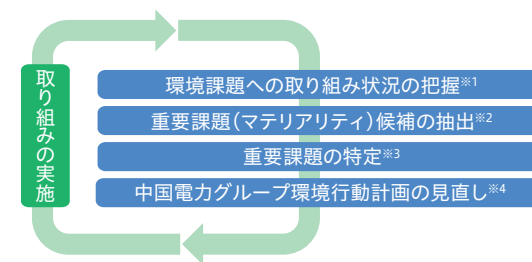 取り組みの実施
環境課題への取り組み状況の把握※1
重要課題（マテリアリティ）候補の抽出※2
重要課題の特定※3
中国電力グループ環境行動計画の見直し※4